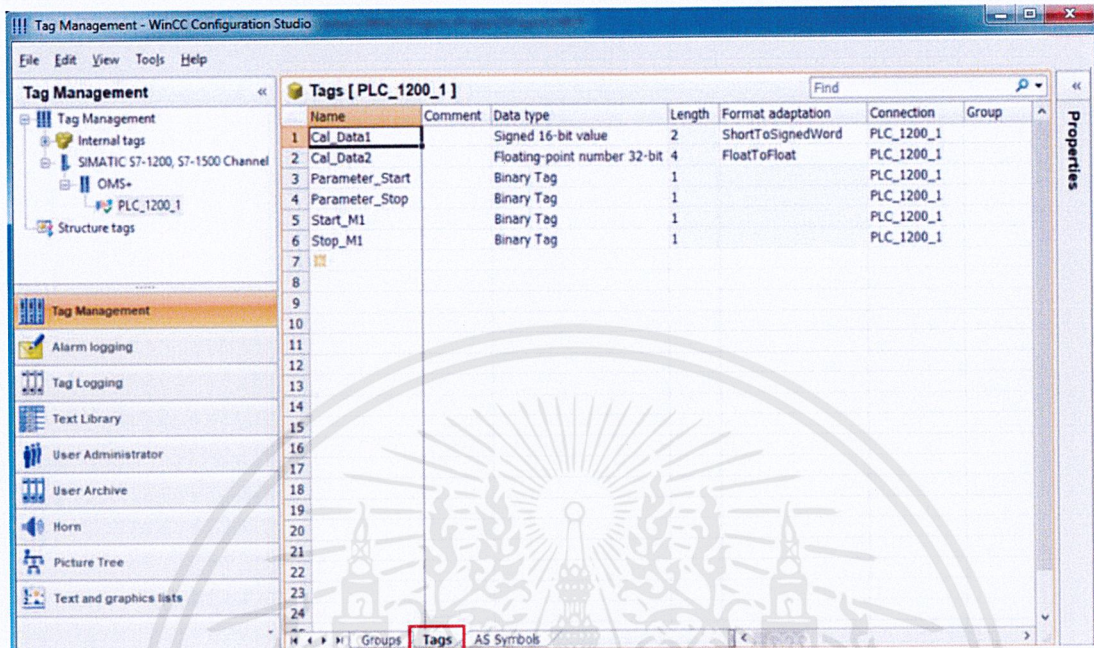 Tag Management - WinCC Configuration Studio
File Edit View Tools Help
Tag Management «
Tag Management
Internal tags
SIMATIC S7-1200, S7-1500 Channel
OMS+
PLC_1200_1
Structure tags
Tag Management
Alarm logging
Tag Logging
Text Library
User Administrator
User Archive
Horn
Picture Tree
Text and graphics lists
Tags [ PLC_1200_1 ] Find «
Name Comment Data type Length Format adaptation Connection Group
1 Cal_Data1 Signed 16-bit value 2 ShortToSignedWord PLC_1200_1
2 Cal_Data2 Floating-point number 32-bit 4 FloatToFloat PLC_1200_1
3 Parameter_Start Binary Tag 1 PLC_1200_1
4 Parameter_Stop Binary Tag 1 PLC_1200_1
5 Start_M1 Binary Tag 1 PLC_1200_1
6 Stop_M1 Binary Tag 1 PLC_1200_1
7
8
9
10
11
12
13
14
15
16
17
18
19
20
21
22
23
24
Groups Tags AS Symbols
Properties